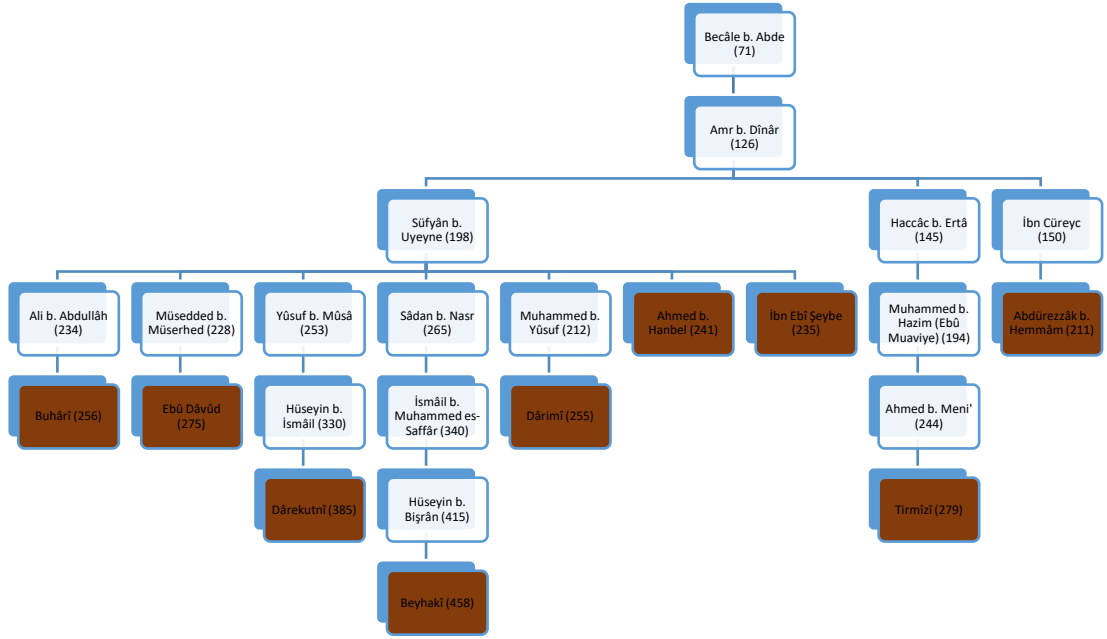 Becâle b. Abde
(71)
Amr b. Dînâr
(126)
Süfyân b.
Uyeyne (198)
Haccâc b. Ertâ
(145)
İbn Cüreyc
(150)
Ali b. Abdullâh
(234)
Müsedded b.
Müserhed (228)
Yûsuf b. Mûsâ
(253)
Sâdan b. Nasr
(265)
Muhammed b.
Yûsuf (212)
Ahmed b.
Hanbel (241)
İbn Ebî Şeybe
(235)
Muhammed b.
Hazim (Ebû
Muaviye) (194)
Abdürezzâk b.
Hemmâm (211)
Buhârî (256)
Ebû Dâvûd
(275)
Hüseyin b.
İsmâil (330)
İsmâil b.
Muhammed es-
Saffâr (340)
Dârimî (255)
Ahmed b. Meni'
(244)
Dârekutnî (385)
Hüseyin b.
Bişrân (415)
Tirmîzî (279)
Beyhakî (458)